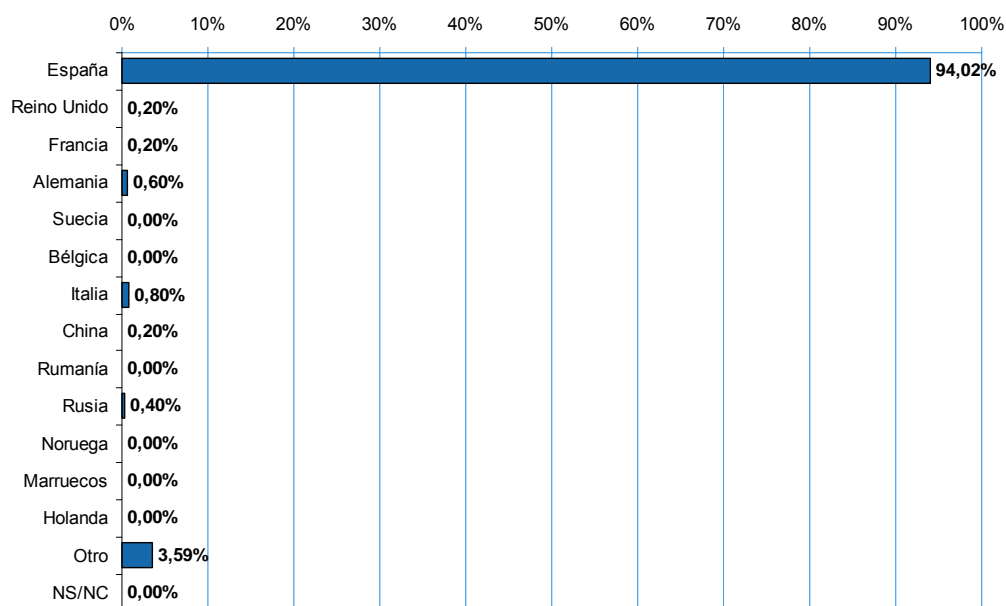 0% 10% 20% 30% 40% 50% 60% 70% 80% 90% 100%
España 94,02%
Reino Unido 0,20%
Francia 0,20%
Alemania 0,60%
Suecia 0,00%
Bélgica 0,00%
Italia 0,80%
China 0,20%
Rumanía 0,00%
Rusia 0,40%
Noruega 0,00%
Marruecos 0,00%
Holanda 0,00%
Otro 3,59%
NS/NC 0,00%